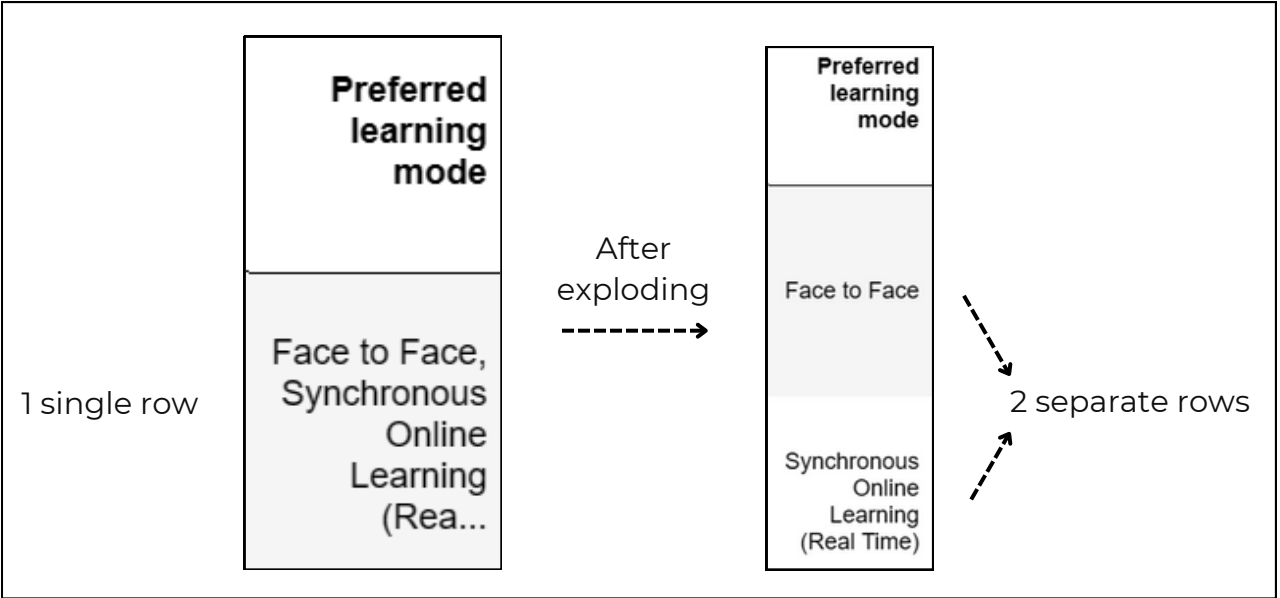 Preferred
learning
mode
Face to Face,
Synchronous
Online
Learning
(Rea...
1 single row
After
exploding
Preferred
learning
mode
Face to Face
Synchronous
Online
Learning
(Real Time)
2 separate rows